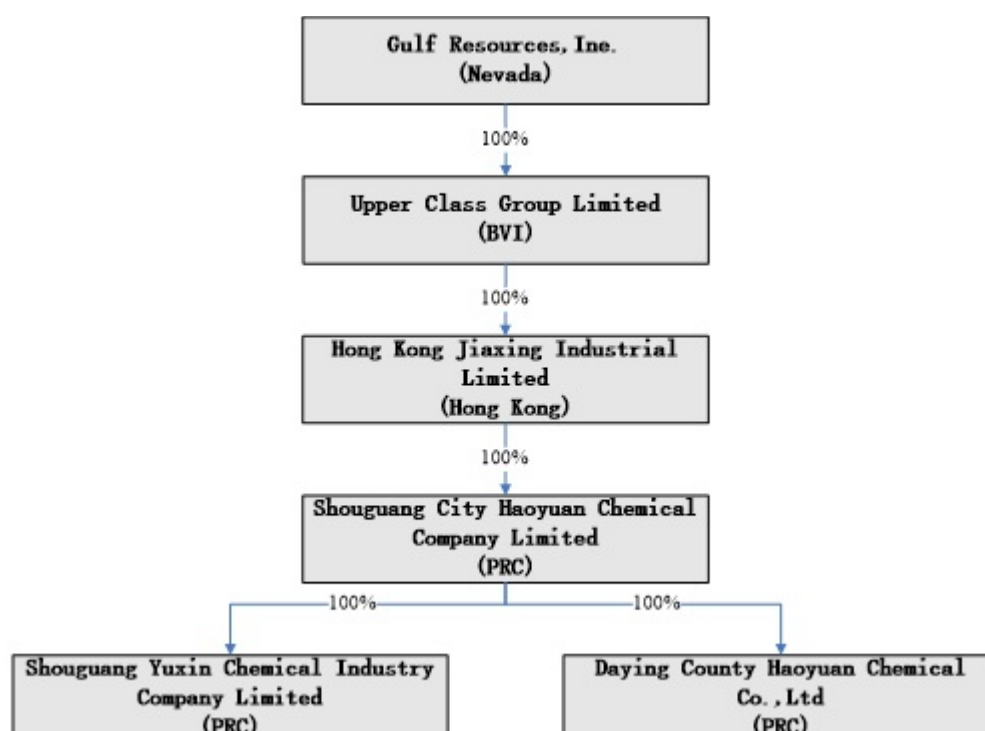 Gulf Resources,Ine.
(Nevada)
100%
Upper Class Group Limited
(BVI)
100%
Hong Kong Jiaxing Industrial
Limited
(Hong Kong)
100%
Shouguang City Haoyuan Chemical
Company Limited
(PRC)
100%
100%
Shouguang Yuxin Chemical Industry
Company Limited
(PRC)
Daying County Haoyuan Chemical
Co.,Ltd
(PRC)